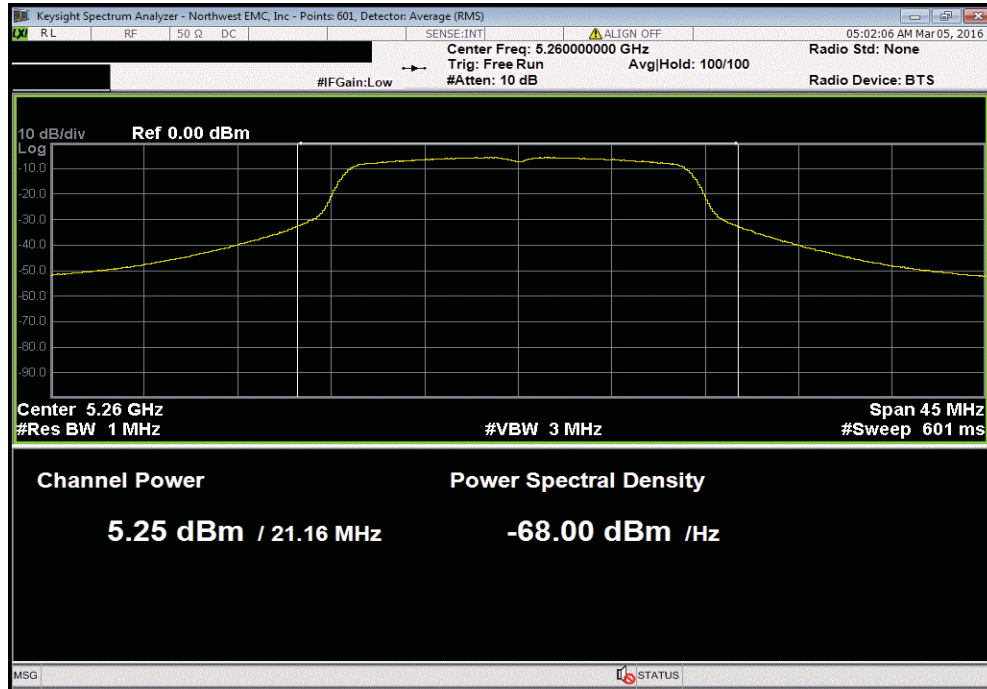 Keysight Spectrum Analyzer - Northwest EMC, Inc - Points: 601, Detector: Average (RMS)
LXI RL RF 50 Ω DC SENSE:INT ALIGN OFF 05:02:06 AM Mar 05, 2016
Center Freq: 5.260000000 GHz Radio Std: None
Trig: Free Run Avg|Hold: 100/100
#IFGain:Low #Atten: 10 dB Radio Device: BTS
10 dB/div Ref 0.00 dBm
Log
-10.0
-20.0
-30.0
-40.0
-50.0
-60.0
-70.0
-80.0
-90.0
Center 5.26 GHz Span 45 MHz
#Res BW 1 MHz #VBW 3 MHz #Sweep 601 ms
Channel Power Power Spectral Density
5.25 dBm / 21.16 MHz -68.00 dBm /Hz
MSG STATUS